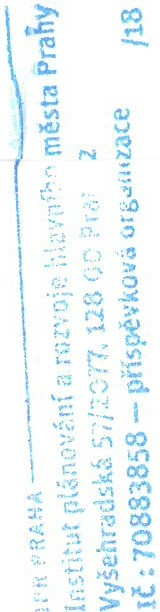 IPR PRAHA
Institut plánování a rozvoje hlavního města Prahy
Vyšehradská 57/2077, 128 00 Praha 2
IČ: 70883858 — příspěvková organizace /18